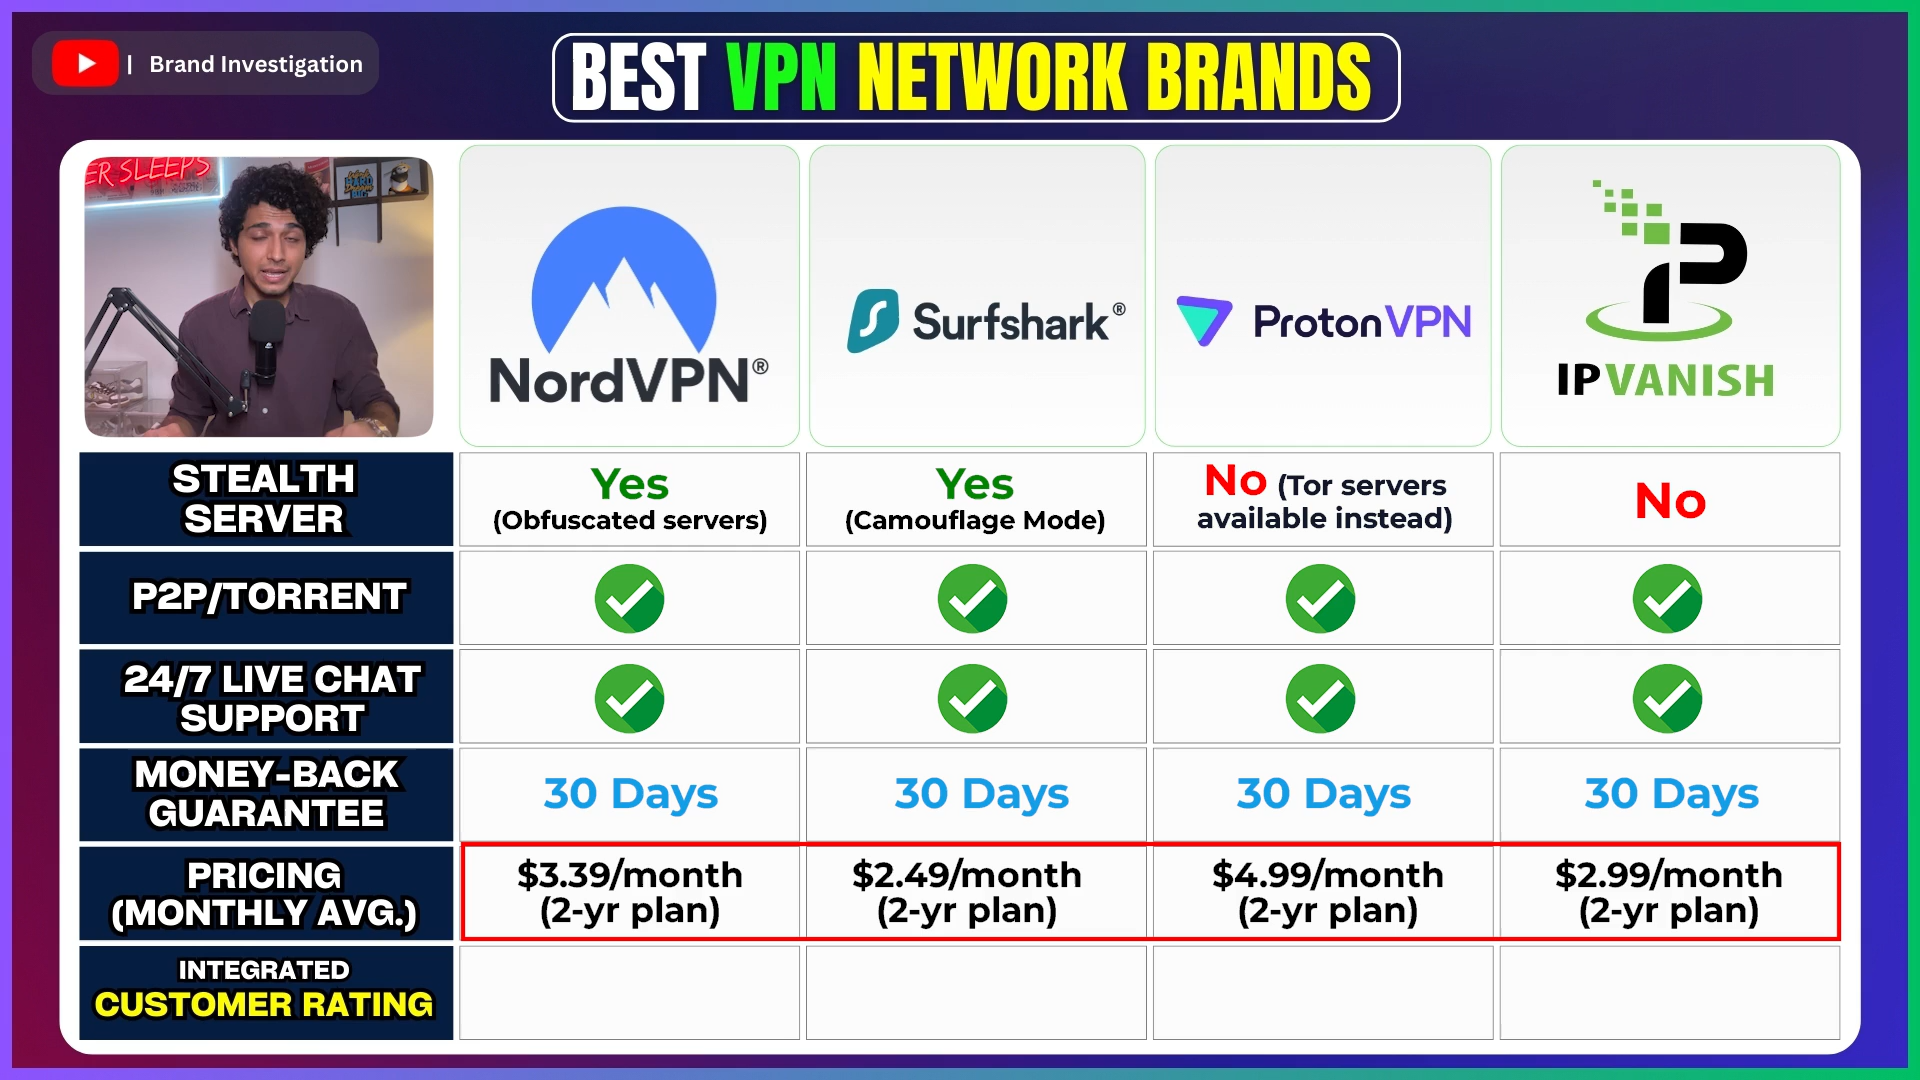 | Brand Investigation
BEST VPN NETWORK BRANDS
ER SLEEPS
NordVPN®
Surfshark®
ProtonVPN
IPVANISH
STEALTH
SERVER
Yes
(Obfuscated servers)
Yes
(Camouflage Mode)
No (Tor servers
available instead)
No
P2P/TORRENT
24/7 LIVE CHAT
SUPPORT
MONEY-BACK
GUARANTEE
30 Days
30 Days
30 Days
30 Days
PRICING
(MONTHLY AVG.)
$3.39/month
(2-yr plan)
$2.49/month
(2-yr plan)
$4.99/month
(2-yr plan)
$2.99/month
(2-yr plan)
INTEGRATED
CUSTOMER RATING